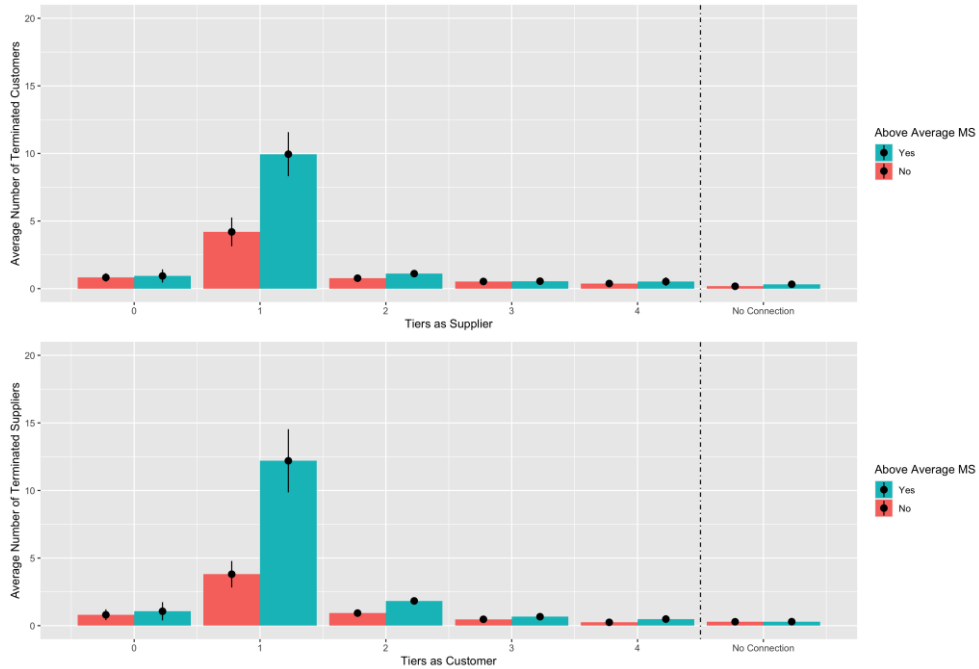 20
15
10
5
0
Average Number of Terminated Customers
0 1 2 3 4 No Connection
Tiers as Supplier
Above Average MS
Yes
No
20
15
10
5
0
Average Number of Terminated Suppliers
0 1 2 3 4 No Connection
Tiers as Customer
Above Average MS
Yes
No